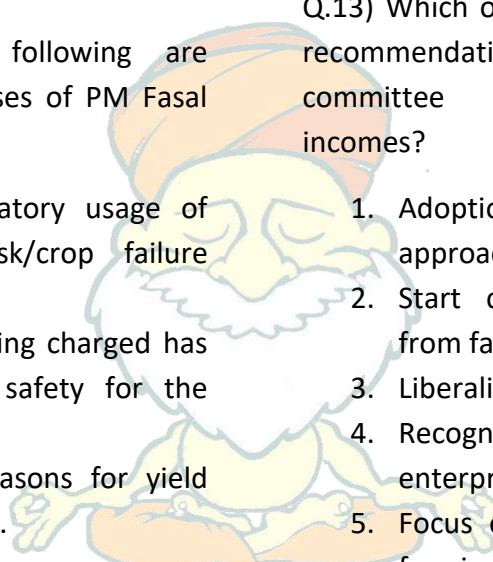 following are
ses of PM Fasal
atory usage of
sk/crop failure
ing charged has
safety for the
asons for yield
.
Q.13) Which o
recommendati
committee
incomes?
1. Adoptic
approac
2. Start c
from fa
3. Liberali
4. Recogn
enterpr
5. Focus c